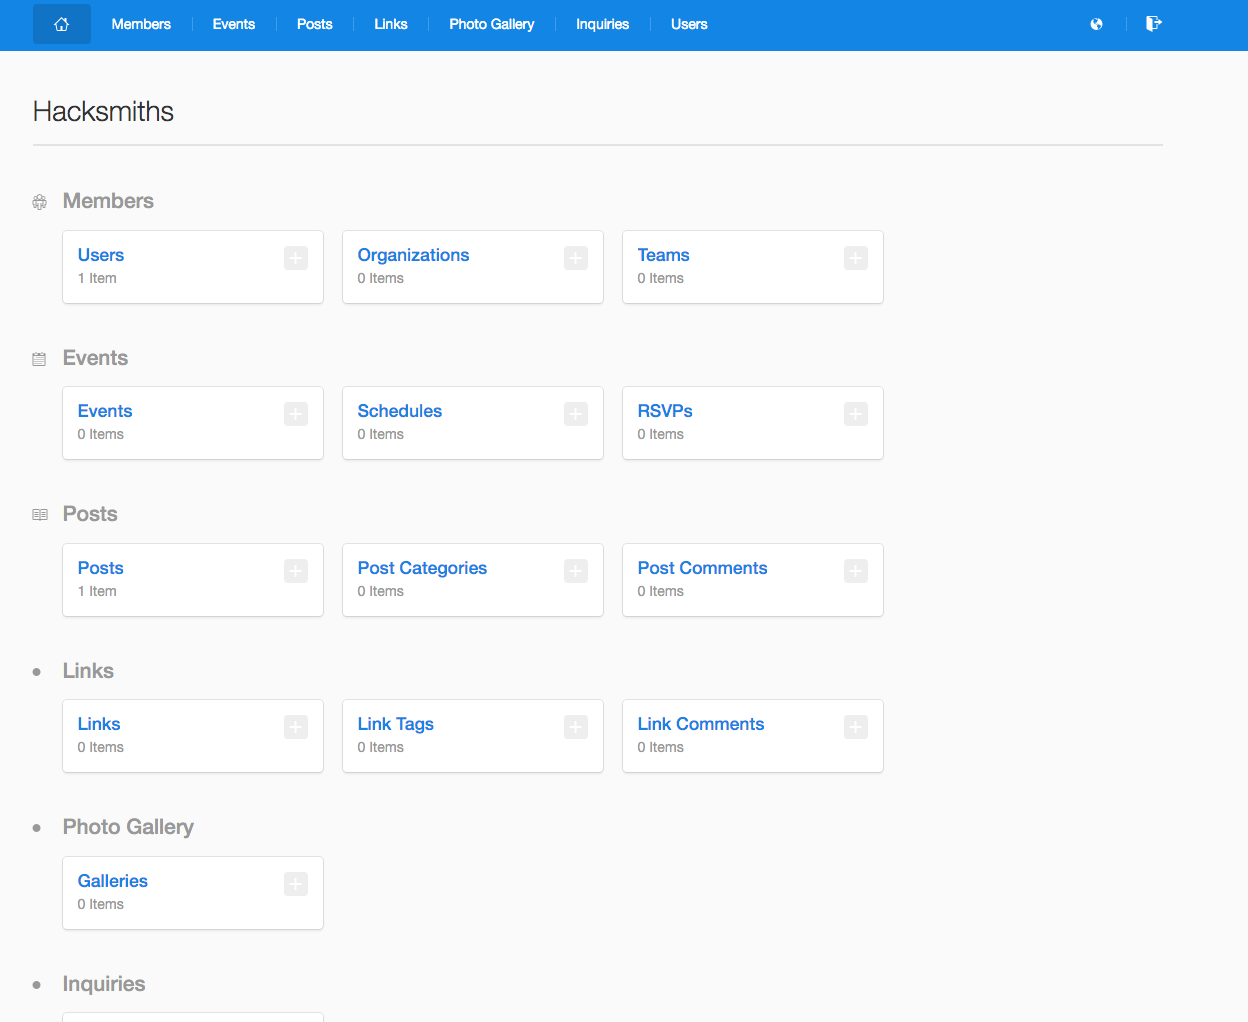 Members Events Posts Links Photo Gallery Inquiries Users
Hacksmiths
Members
Users Organizations Teams
1 Item 0 Items 0 Items
Events
Events Schedules RSVPs
0 Items 0 Items 0 Items
Posts
Posts Post Categories Post Comments
1 Item 0 Items 0 Items
Links
Links Link Tags Link Comments
0 Items 0 Items 0 Items
Photo Gallery
Galleries
0 Items
Inquiries